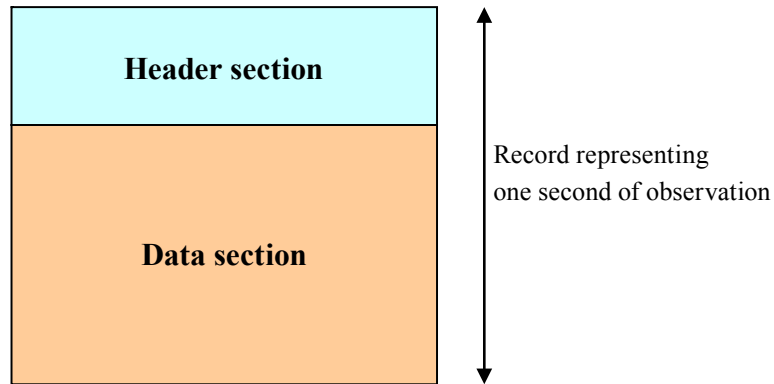 Header section
Record representing
one second of observation
Data section